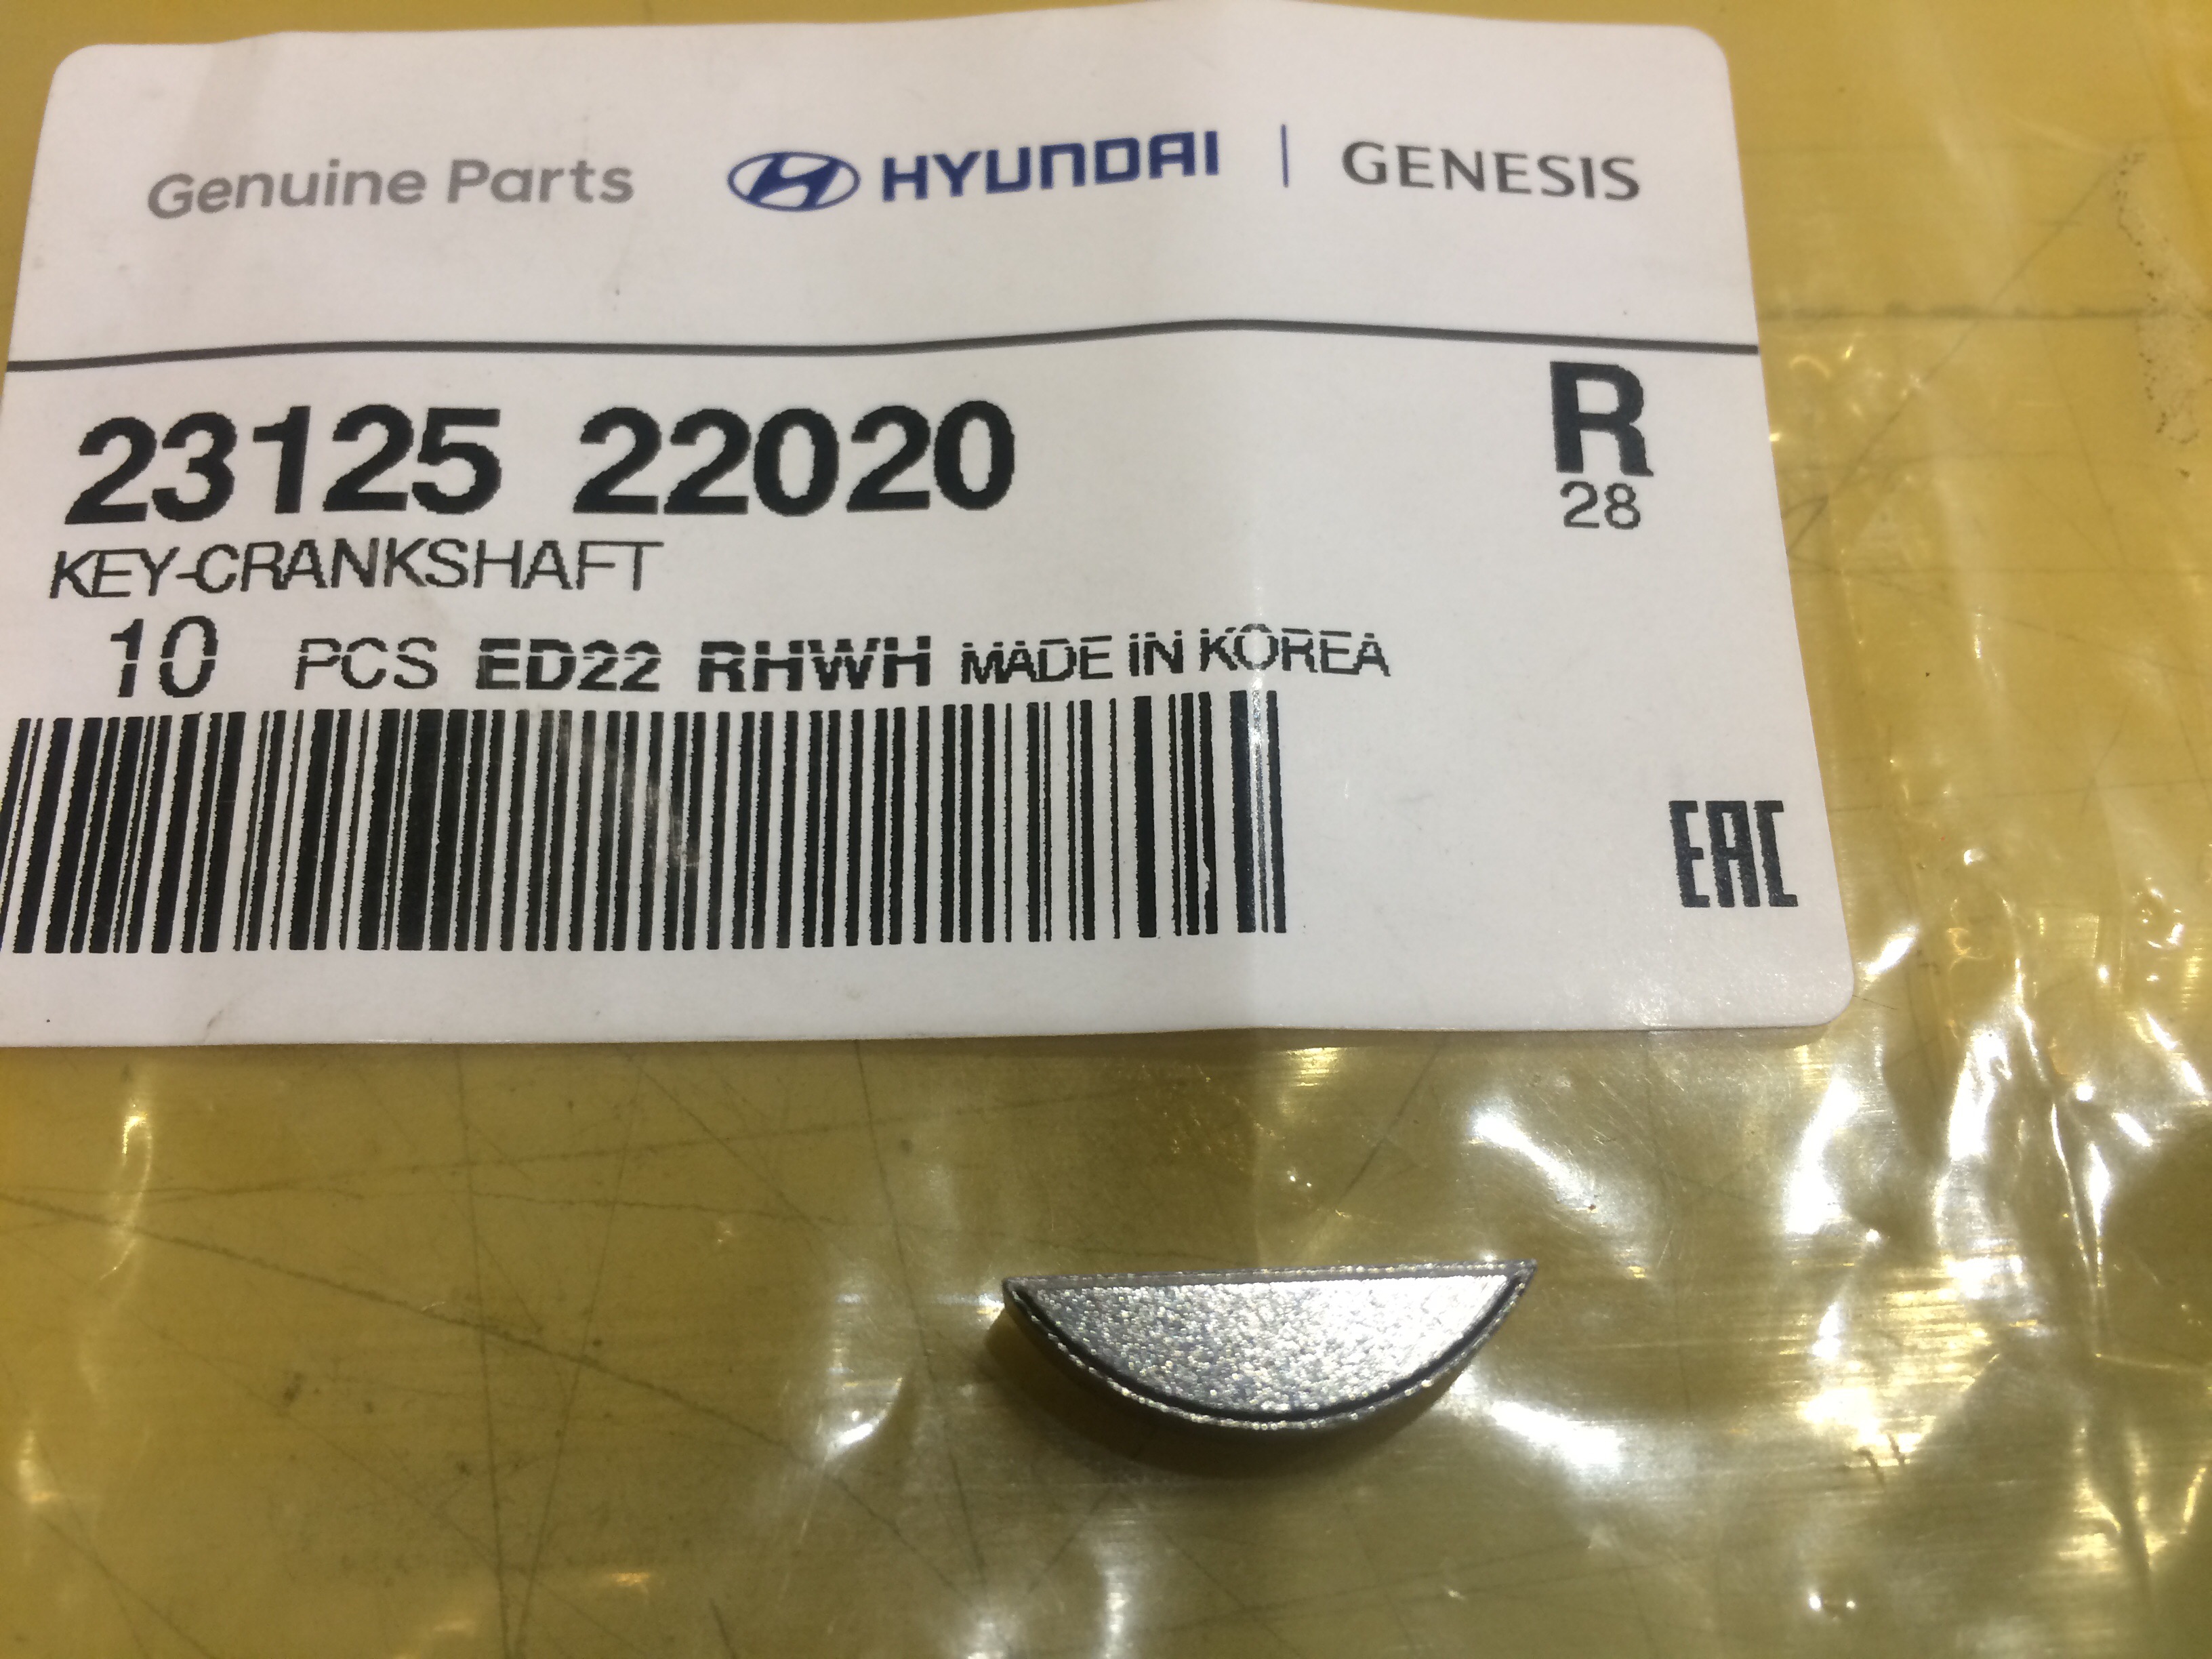 Genuine Parts HYUNDAI | GENESIS
23125 22020 R
28
KEY-CRANKSHAFT
10 PCS ED22 RHWH MADE IN KOREA
EAC